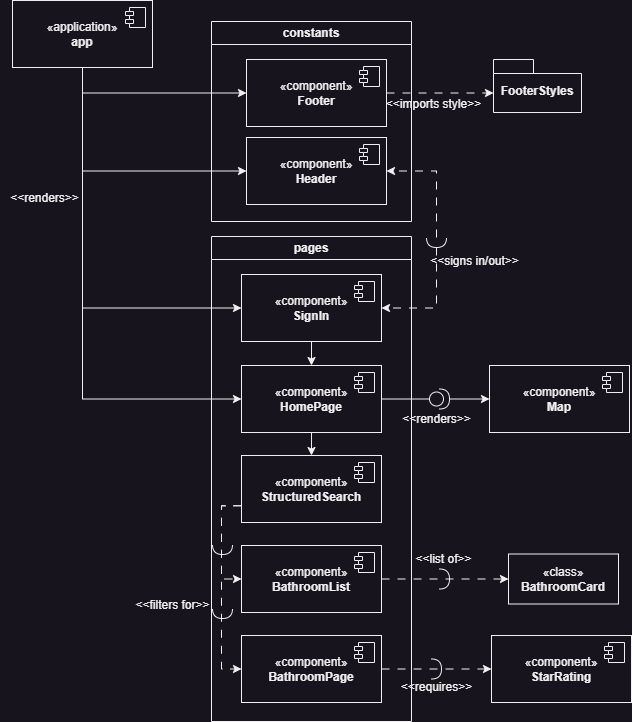 «application»
app
constants
«component»
Footer
<<imports style>>
FooterStyles
«component»
Header
<<renders>>
pages
<<signs in/out>>
«component»
SignIn
«component»
HomePage
<<renders>>
«component»
Map
«component»
StructuredSearch
«component»
BathroomList
<<list of>>
«class»
BathroomCard
<<filters for>>
«component»
BathroomPage
<<requires>>
«component»
StarRating